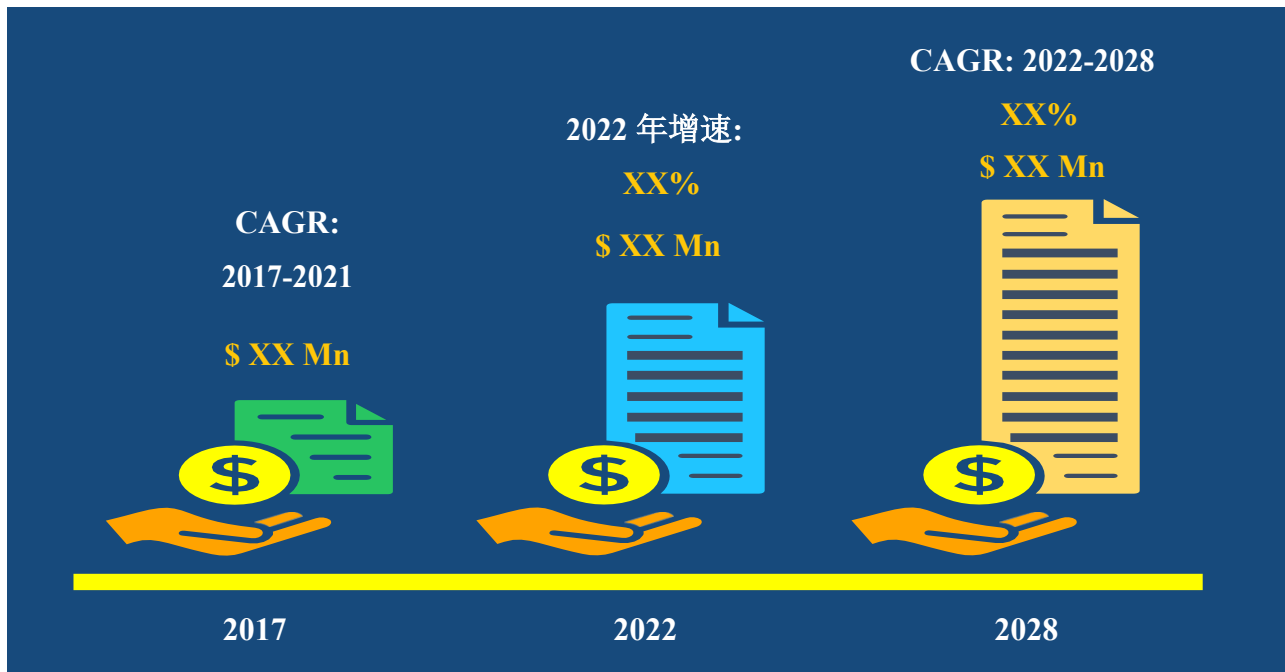 CAGR:
2017-2021
$ XX Mn
$
2017
2022 年增速:
XX%
$ XX Mn
$
2022
CAGR: 2022-2028
XX%
$ XX Mn
$
2028